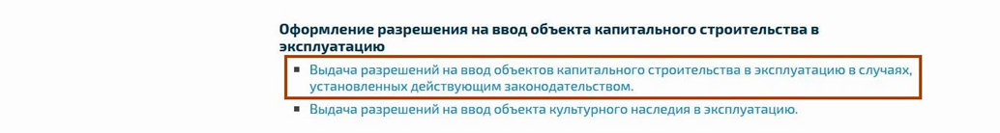 Оформление разрешения на ввод объекта капитального строительства в
эксплуатацию
Выдача разрешений на ввод объектов капитального строительства в эксплуатацию в случаях,
установленных действующим законодательством.
Выдача разрешений на ввод объекта культурного наследия в эксплуатацию.